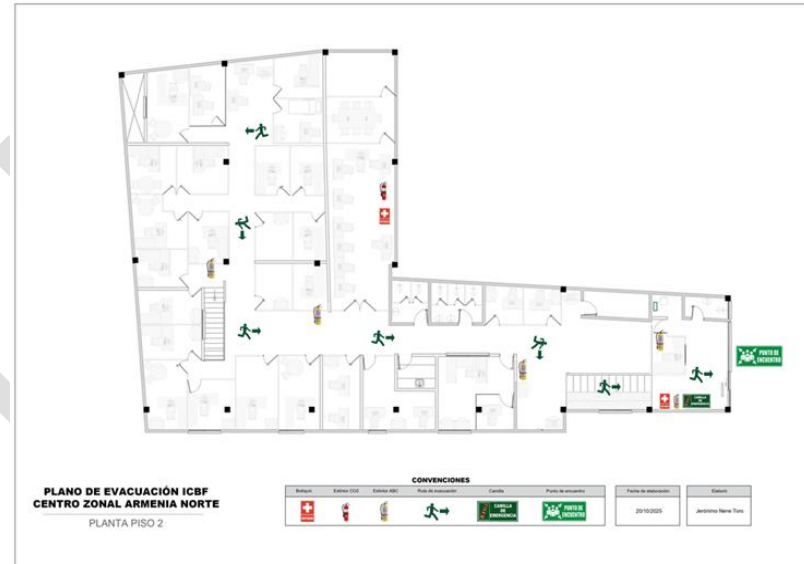 PUNTO DE
ENCUENTRO
CAMILLA
DE
EMERGENCIA
PLANO DE EVACUACIÓN ICBF
CENTRO ZONAL ARMENIA NORTE
PLANTA PISO 2
CONVENCIONES
Botiquín
Extintor CO2
Extintor ABC
Ruta de evacuación
Camilla
Punto de encuentro
CAMILLA
DE
EMERGENCIA
PUNTO DE
ENCUENTRO
Fecha de elaboración
20/10/2025
Elaboró
Jerónimo Nene Toro